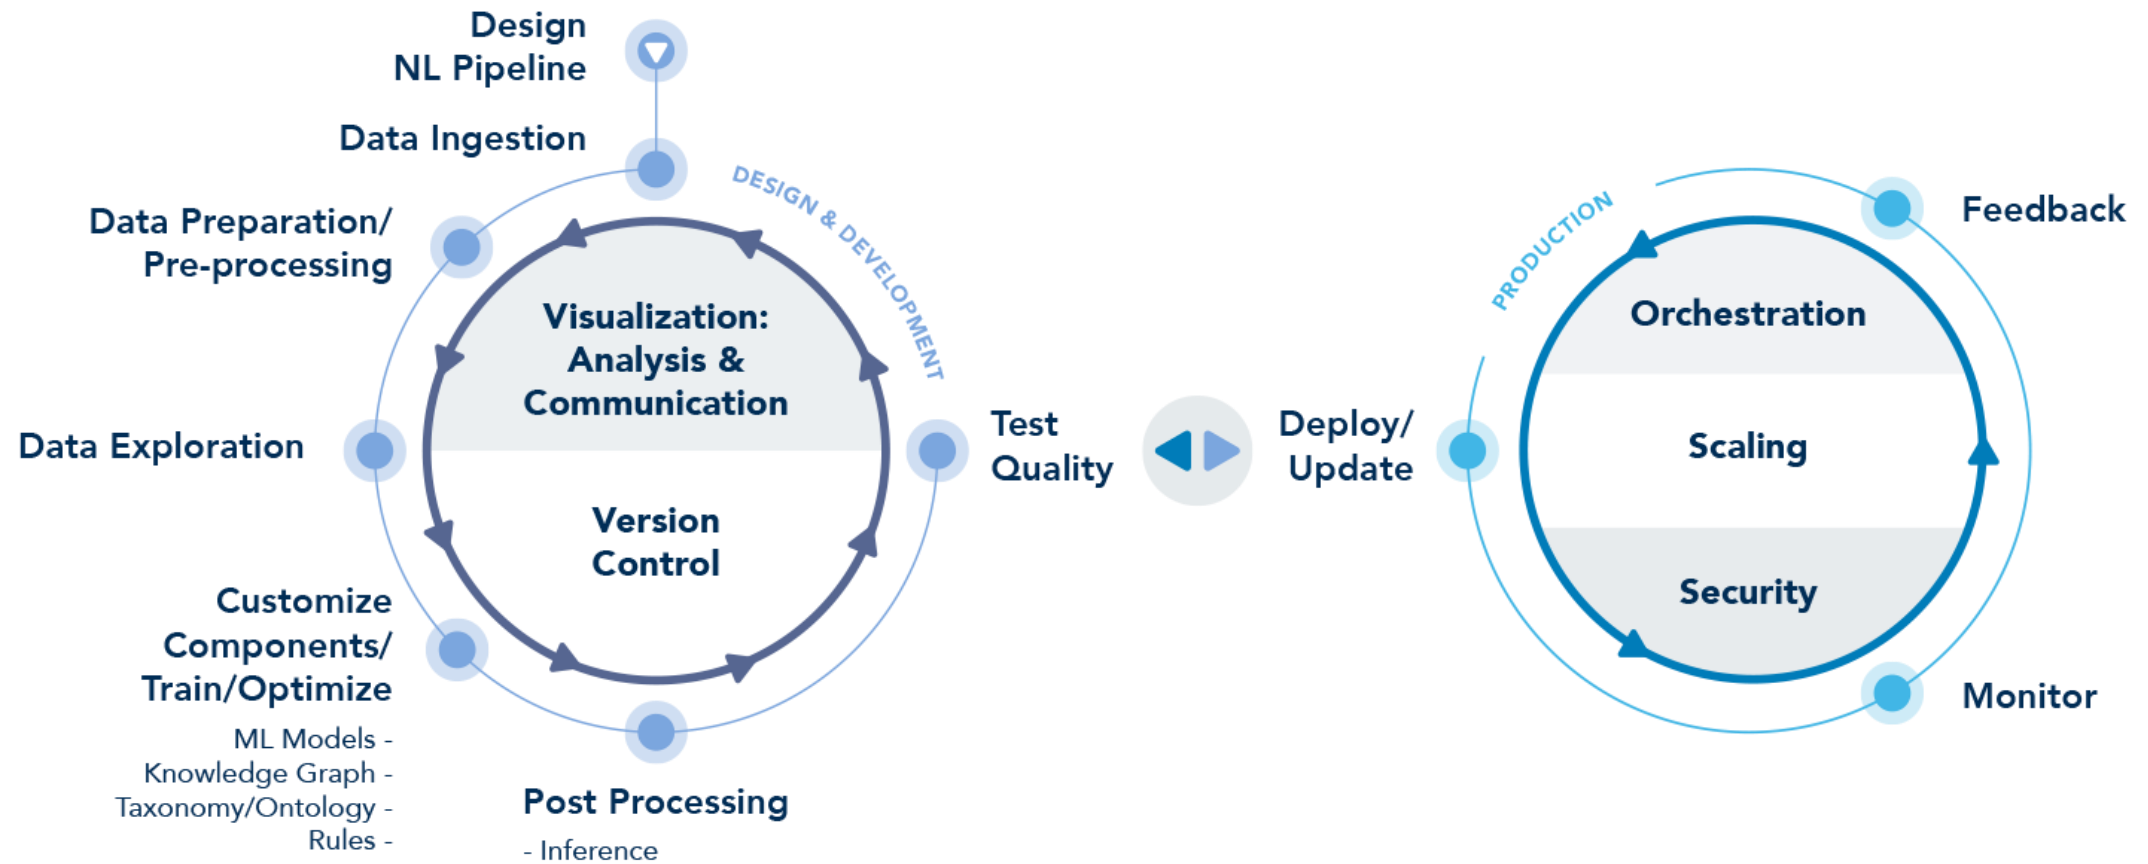 Design
NL Pipeline
Data Ingestion
Data Preparation/
Pre-processing
Data Exploration
Customize
Components/
Train/Optimize
ML Models -
Knowledge Graph -
Taxonomy/Ontology -
Rules -
Post Processing
- Inference
Test
Quality
DESIGN & DEVELOPMENT
Visualization:
Analysis &
Communication
Version
Control
Deploy/
Update
PRODUCTION
Feedback
Monitor
Orchestration
Scaling
Security